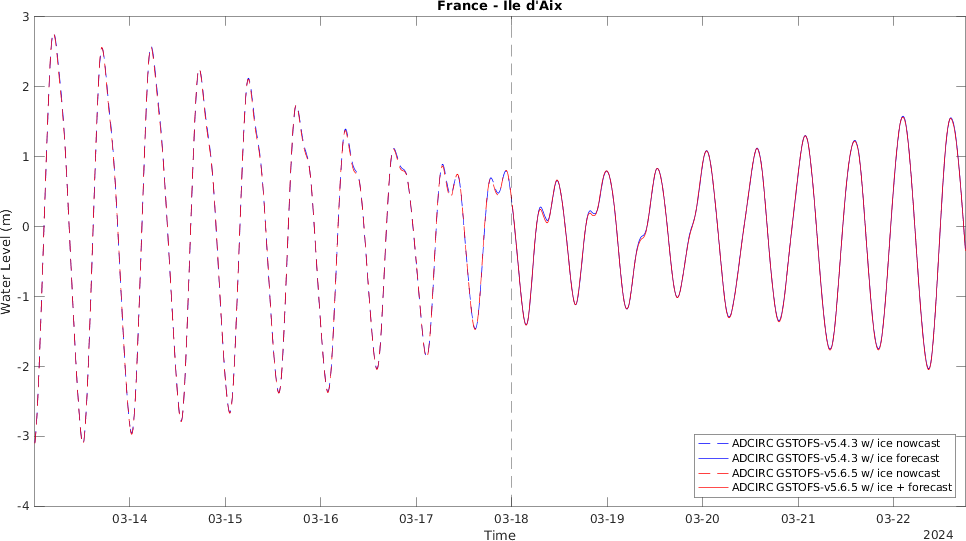 France - Ile d'Aix
3
2
1
0
-1
-2
-3
-4
Water Level (m)
03-14 03-15 03-16 03-17 03-18 03-19 03-20 03-21 03-22
Time
2024
ADCIRC GSTOFS-v5.4.3 w/ ice nowcast
ADCIRC GSTOFS-v5.4.3 w/ ice forecast
ADCIRC GSTOFS-v5.6.5 w/ ice nowcast
ADCIRC GSTOFS-v5.6.5 w/ ice + forecast